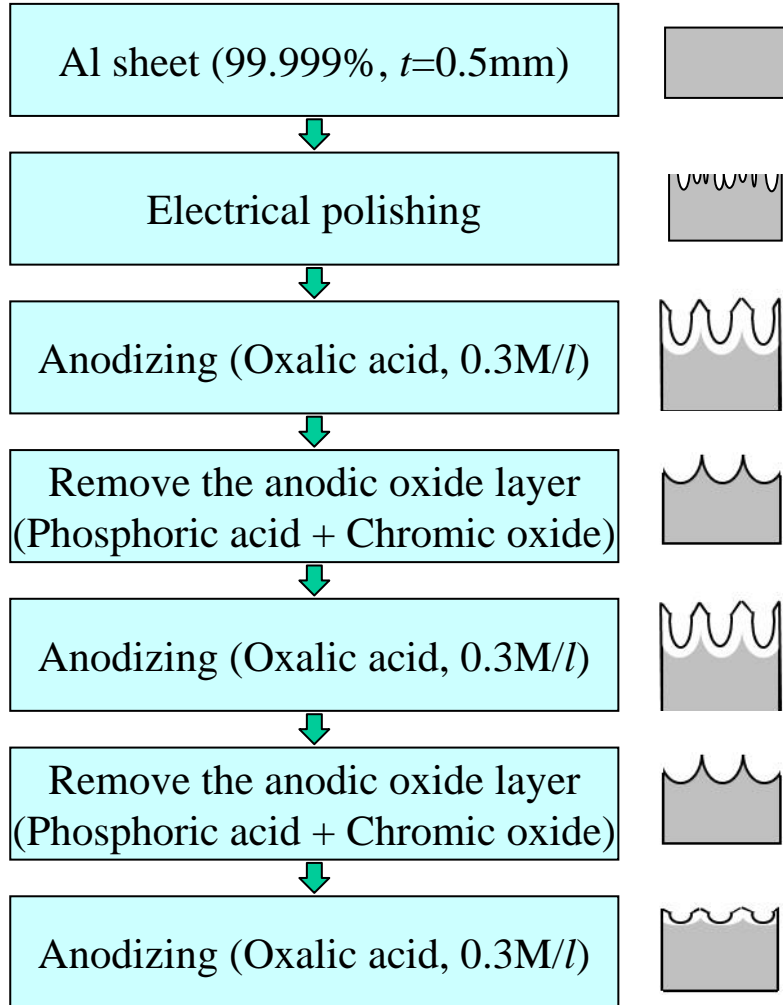 Al sheet (99.999%, t=0.5mm)
Electrical polishing
Anodizing (Oxalic acid, 0.3M/l)
Remove the anodic oxide layer
(Phosphoric acid + Chromic oxide)
Anodizing (Oxalic acid, 0.3M/l)
Remove the anodic oxide layer
(Phosphoric acid + Chromic oxide)
Anodizing (Oxalic acid, 0.3M/l)